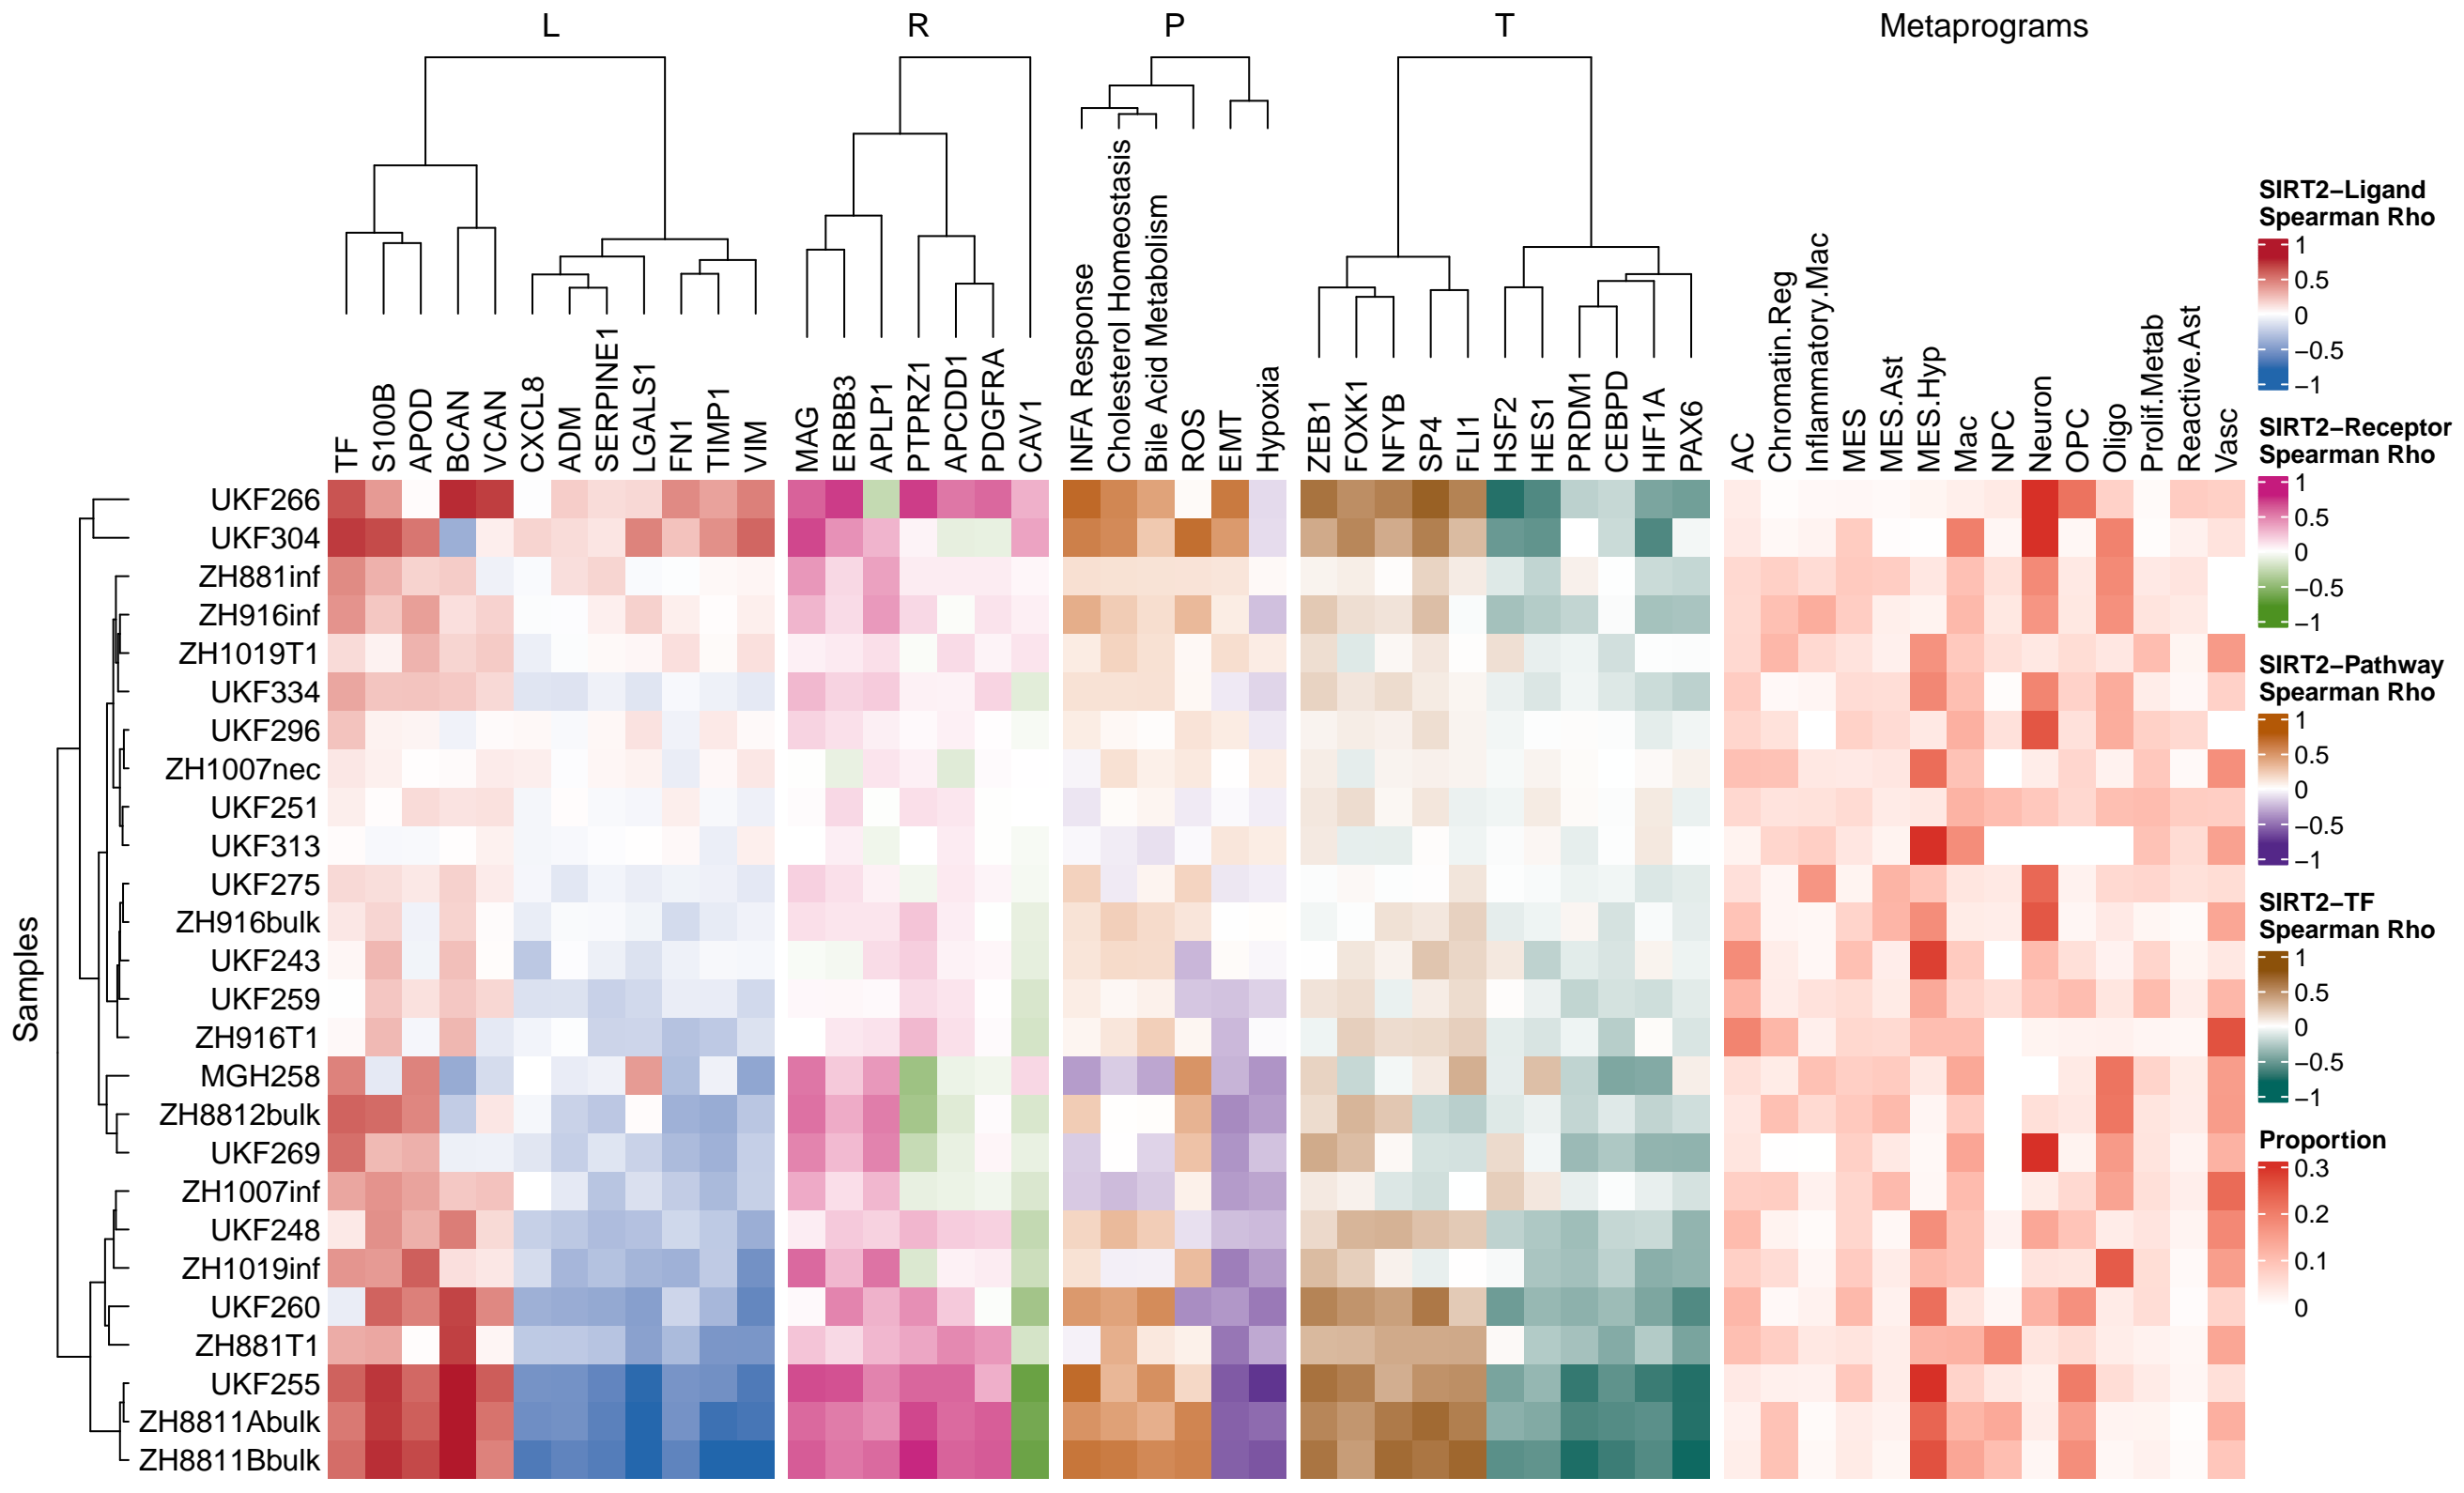 L
R
P
T
Metaprograms
TF
S100B
APOD
BCAN
VCAN
CXCL8
ADM
SERPINE1
LGALS1
FN1
TIMP1
VIM
MAG
ERBB3
APLP1
PTPRZ1
APCDD1
PDGFRA
CAV1
INFA Response
Cholesterol Homeostasis
Bile Acid Metabolism
ROS
EMT
Hypoxia
ZEB1
FOXK1
NFYB
SP4
FLI1
HSF2
HES1
PRDM1
CEBPD
HIF1A
PAX6
AC
Chromatin.Reg
Inflammatory.Mac
MES
MES.Ast
MES.Hyp
Mac
NPC
Neuron
OPC
Oligo
Prolif.Metab
Reactive.Ast
Vasc
Samples
UKF266
UKF304
ZH881inf
ZH916inf
ZH1019T1
UKF334
UKF296
ZH1007nec
UKF251
UKF313
UKF275
ZH916bulk
UKF243
UKF259
ZH916T1
MGH258
ZH8812bulk
UKF269
ZH1007inf
UKF248
ZH1019inf
UKF260
ZH881T1
UKF255
ZH8811Abulk
ZH8811Bbulk
SIRT2−Ligand
Spearman Rho
1
0.5
0
−0.5
−1
SIRT2−Receptor
Spearman Rho
1
0.5
0
−0.5
−1
SIRT2−Pathway
Spearman Rho
1
0.5
0
−0.5
−1
SIRT2−TF
Spearman Rho
1
0.5
0
−0.5
−1
Proportion
0.3
0.2
0.1
0